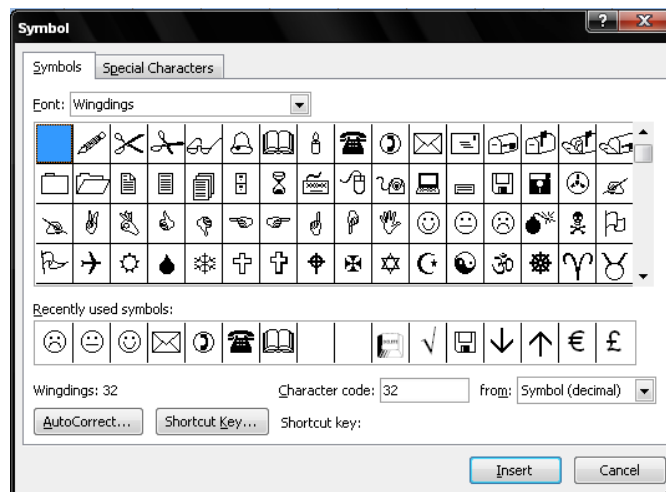 Symbol
Symbols Special Characters
Font: Wingdings
Recently used symbols:
√ ↓ ↑ € £
Wingdings: 32 Character code: 32 from: Symbol (decimal)
AutoCorrect... Shortcut Key... Shortcut key:
Insert Cancel